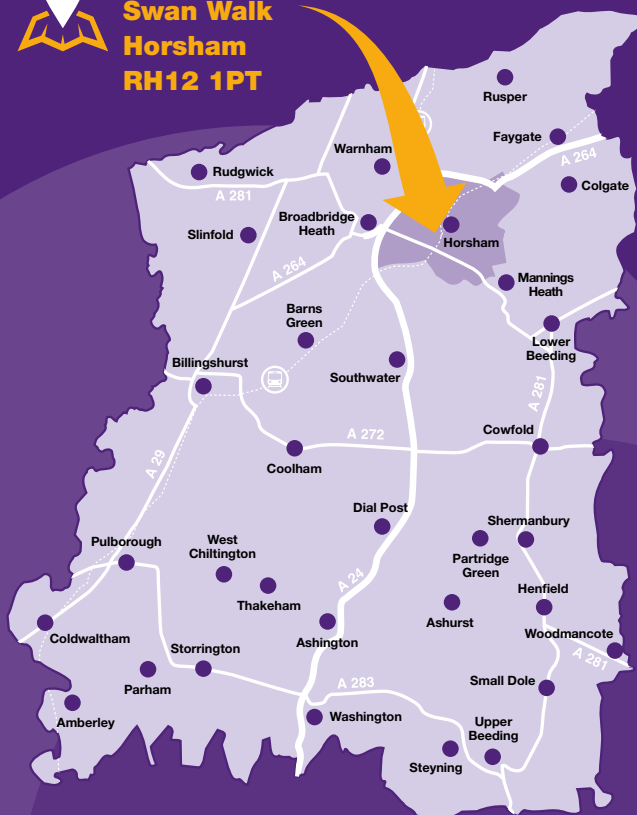 Swan Walk
Horsham
RH12 1PT
Rusper
Faygate
A 264
Warnham
Rudgwick
A 281
Colgate
Broadbridge
Heath
Slinfold
Horsham
A 264
Mannings
Heath
Barns
Green
Lower
Beeding
Billingshurst
Southwater
A 281
Cowfold
A 272
Coolham
A 29
Dial Post
Shermanbury
Pulborough
West
Chiltington
Partridge
Green
A 24
Thakeham
Henfield
Ashurst
Coldwaltham
Ashington
Woodmancote
Storrington
A 281
Parham
A 283
Small Dole
Amberley
Washington
Upper
Beeding
Steyning